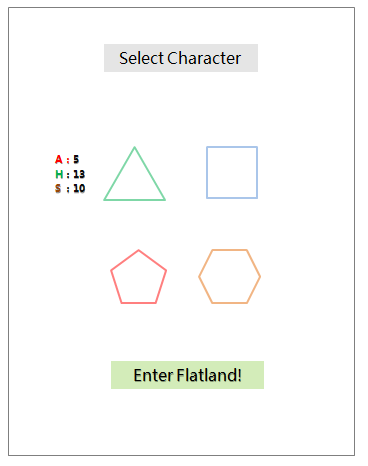 Select Character
A : 5
H : 13
S : 10
Enter Flatland!